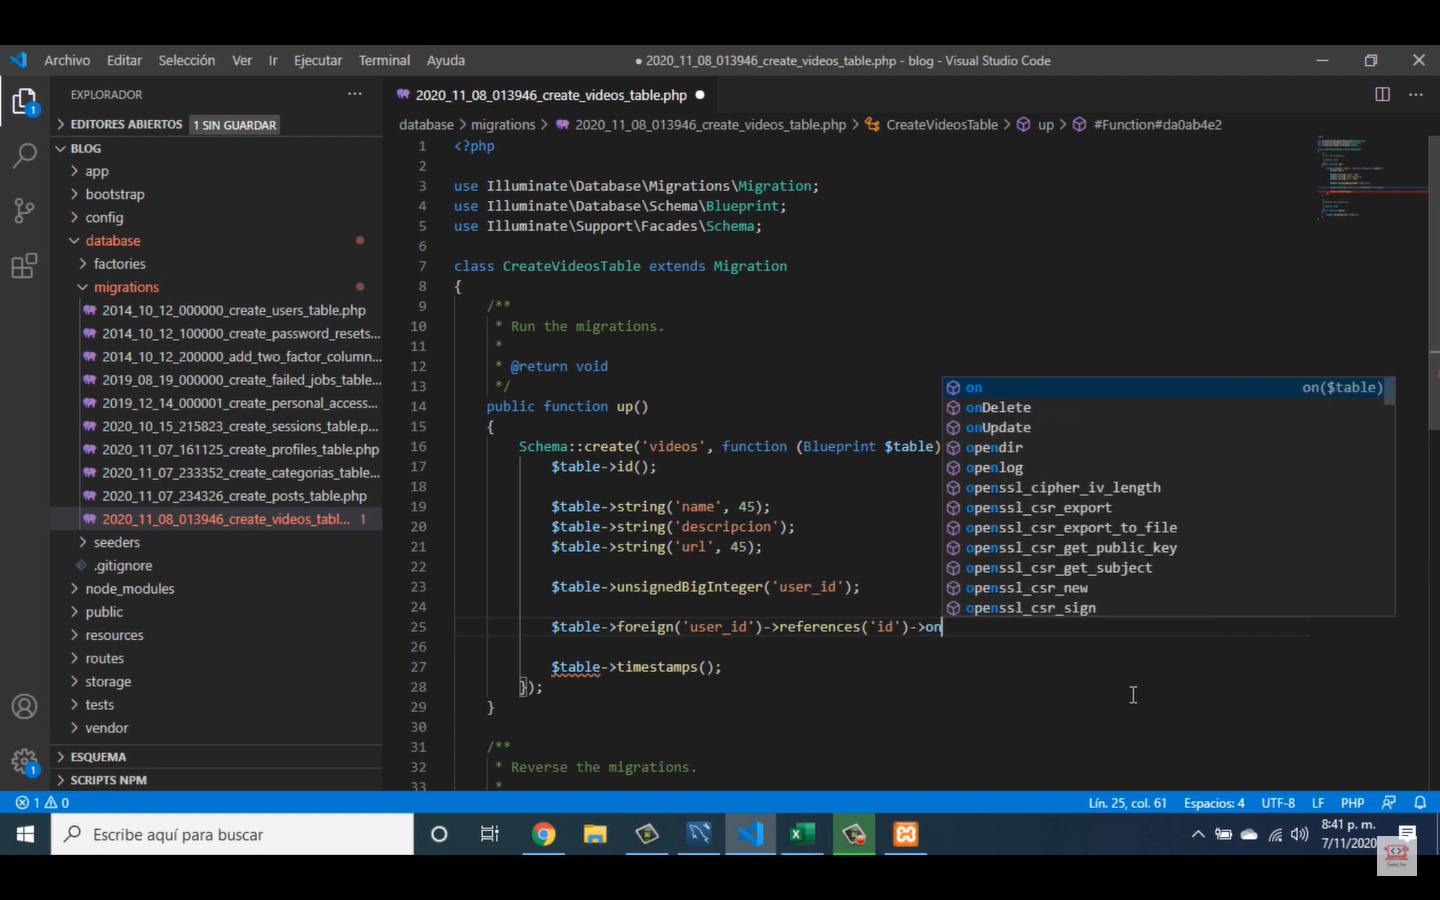 Archivo Editar Selección Ver Ir Ejecutar Terminal Ayuda
● 2020_11_08_013946_create_videos_table.php - blog - Visual Studio Code
EXPLORADOR
EDITORES ABIERTOS 1 SIN GUARDAR
BLOG
app
bootstrap
config
database
factories
migrations
2014_10_12_000000_create_users_table.php
2014_10_12_100000_create_password_resets...
2014_10_12_200000_add_two_factor_column...
2019_08_19_000000_create_failed_jobs_table...
2019_12_14_000001_create_personal_access...
2020_10_15_215823_create_sessions_table.p...
2020_11_07_161125_create_profiles_table.php
2020_11_07_233352_create_categorias_table...
2020_11_07_234326_create_posts_table.php
2020_11_08_013946_create_videos_tabl... 1
seeders
.gitignore
node_modules
public
resources
routes
storage
tests
vendor
ESQUEMA
SCRIPTS NPM
1
1
2020_11_08_013946_create_videos_table.php ●
database > migrations > 2020_11_08_013946_create_videos_table.php > CreateVideosTable > up > #Function#da0ab4e2
1 <?php
2
3 use Illuminate\Database\Migrations\Migration;
4 use Illuminate\Database\Schema\Blueprint;
5 use Illuminate\Support\Facades\Schema;
6
7 class CreateVideosTable extends Migration
8 {
9 /**
10 * Run the migrations.
11 *
12 * @return void
13 */
14 public function up()
15 {
16 Schema::create('videos', function (Blueprint $table)
17 $table->id();
18
19 $table->string('name', 45);
20 $table->string('descripcion');
21 $table->string('url', 45);
22
23 $table->unsignedBigInteger('user_id');
24
25 $table->foreign('user_id')->references('id')->on
26
27 $table->timestamps();
28 });
29 }
30
31 /**
32 * Reverse the migrations.
33 *
on on($table)
onDelete
onUpdate
opendir
openlog
openssl_cipher_iv_length
openssl_csr_export
openssl_csr_export_to_file
openssl_csr_get_public_key
openssl_csr_get_subject
openssl_csr_new
openssl_csr_sign
1 0
Lín. 25, col. 61 Espacios: 4 UTF-8 LF PHP
Escribe aquí para buscar
8:41 p. m.
7/11/2020